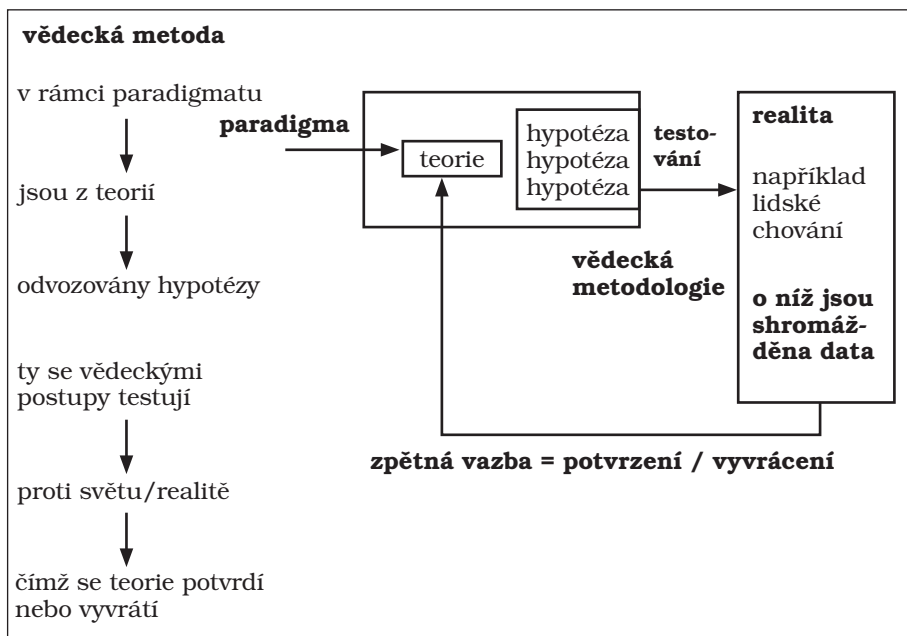 vědecká metoda
v rámci paradigmatu
jsou z teorií
odvozovány hypotézy
ty se vědeckými
postupy testují
proti světu/realitě
čímž se teorie potvrdí
nebo vyvrátí
paradigma
teorie
hypotéza
hypotéza
hypotéza
testo-
vání
vědecká
metodologie
realita
například
lidské
chování
o níž jsou
shromáž-
děna data
zpětná vazba = potvrzení / vyvrácení